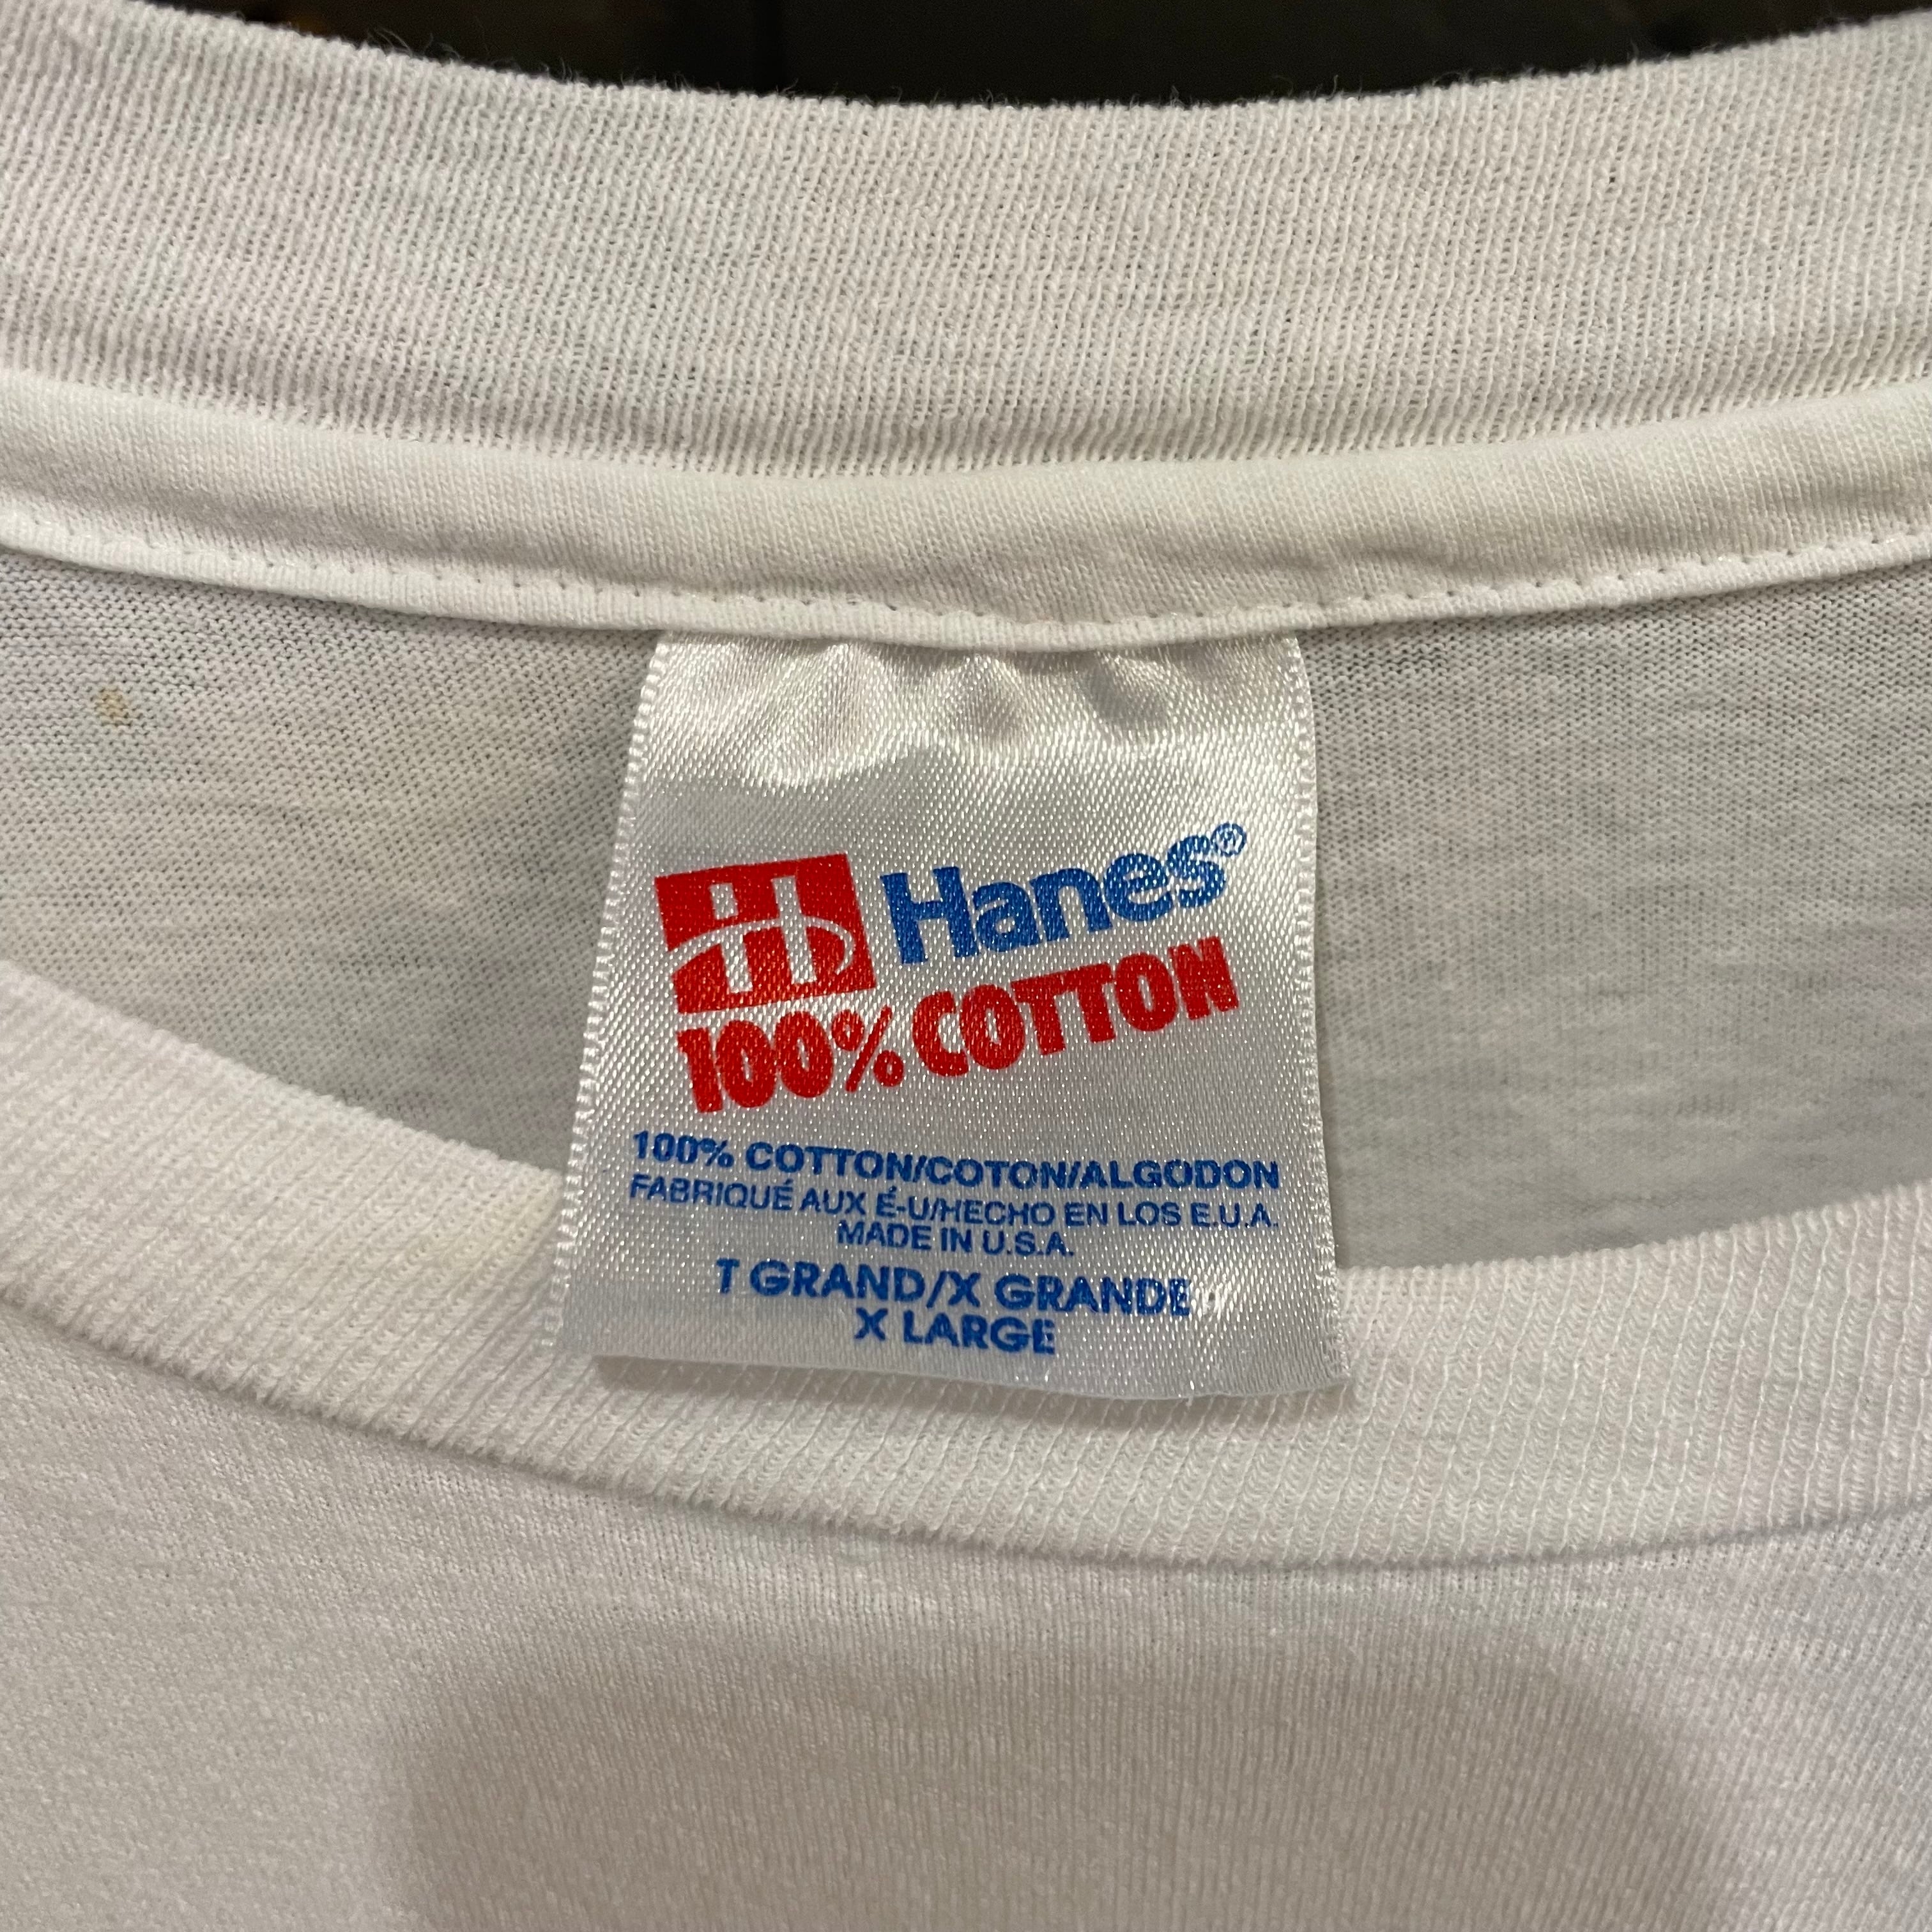 H Hanes®
100% COTTON
100% COTTON/COTON/ALGODON
FABRIQUÉ AUX É-U/HECHO EN LOS E.U.A.
MADE IN U.S.A.
T GRAND/X GRANDE
X LARGE